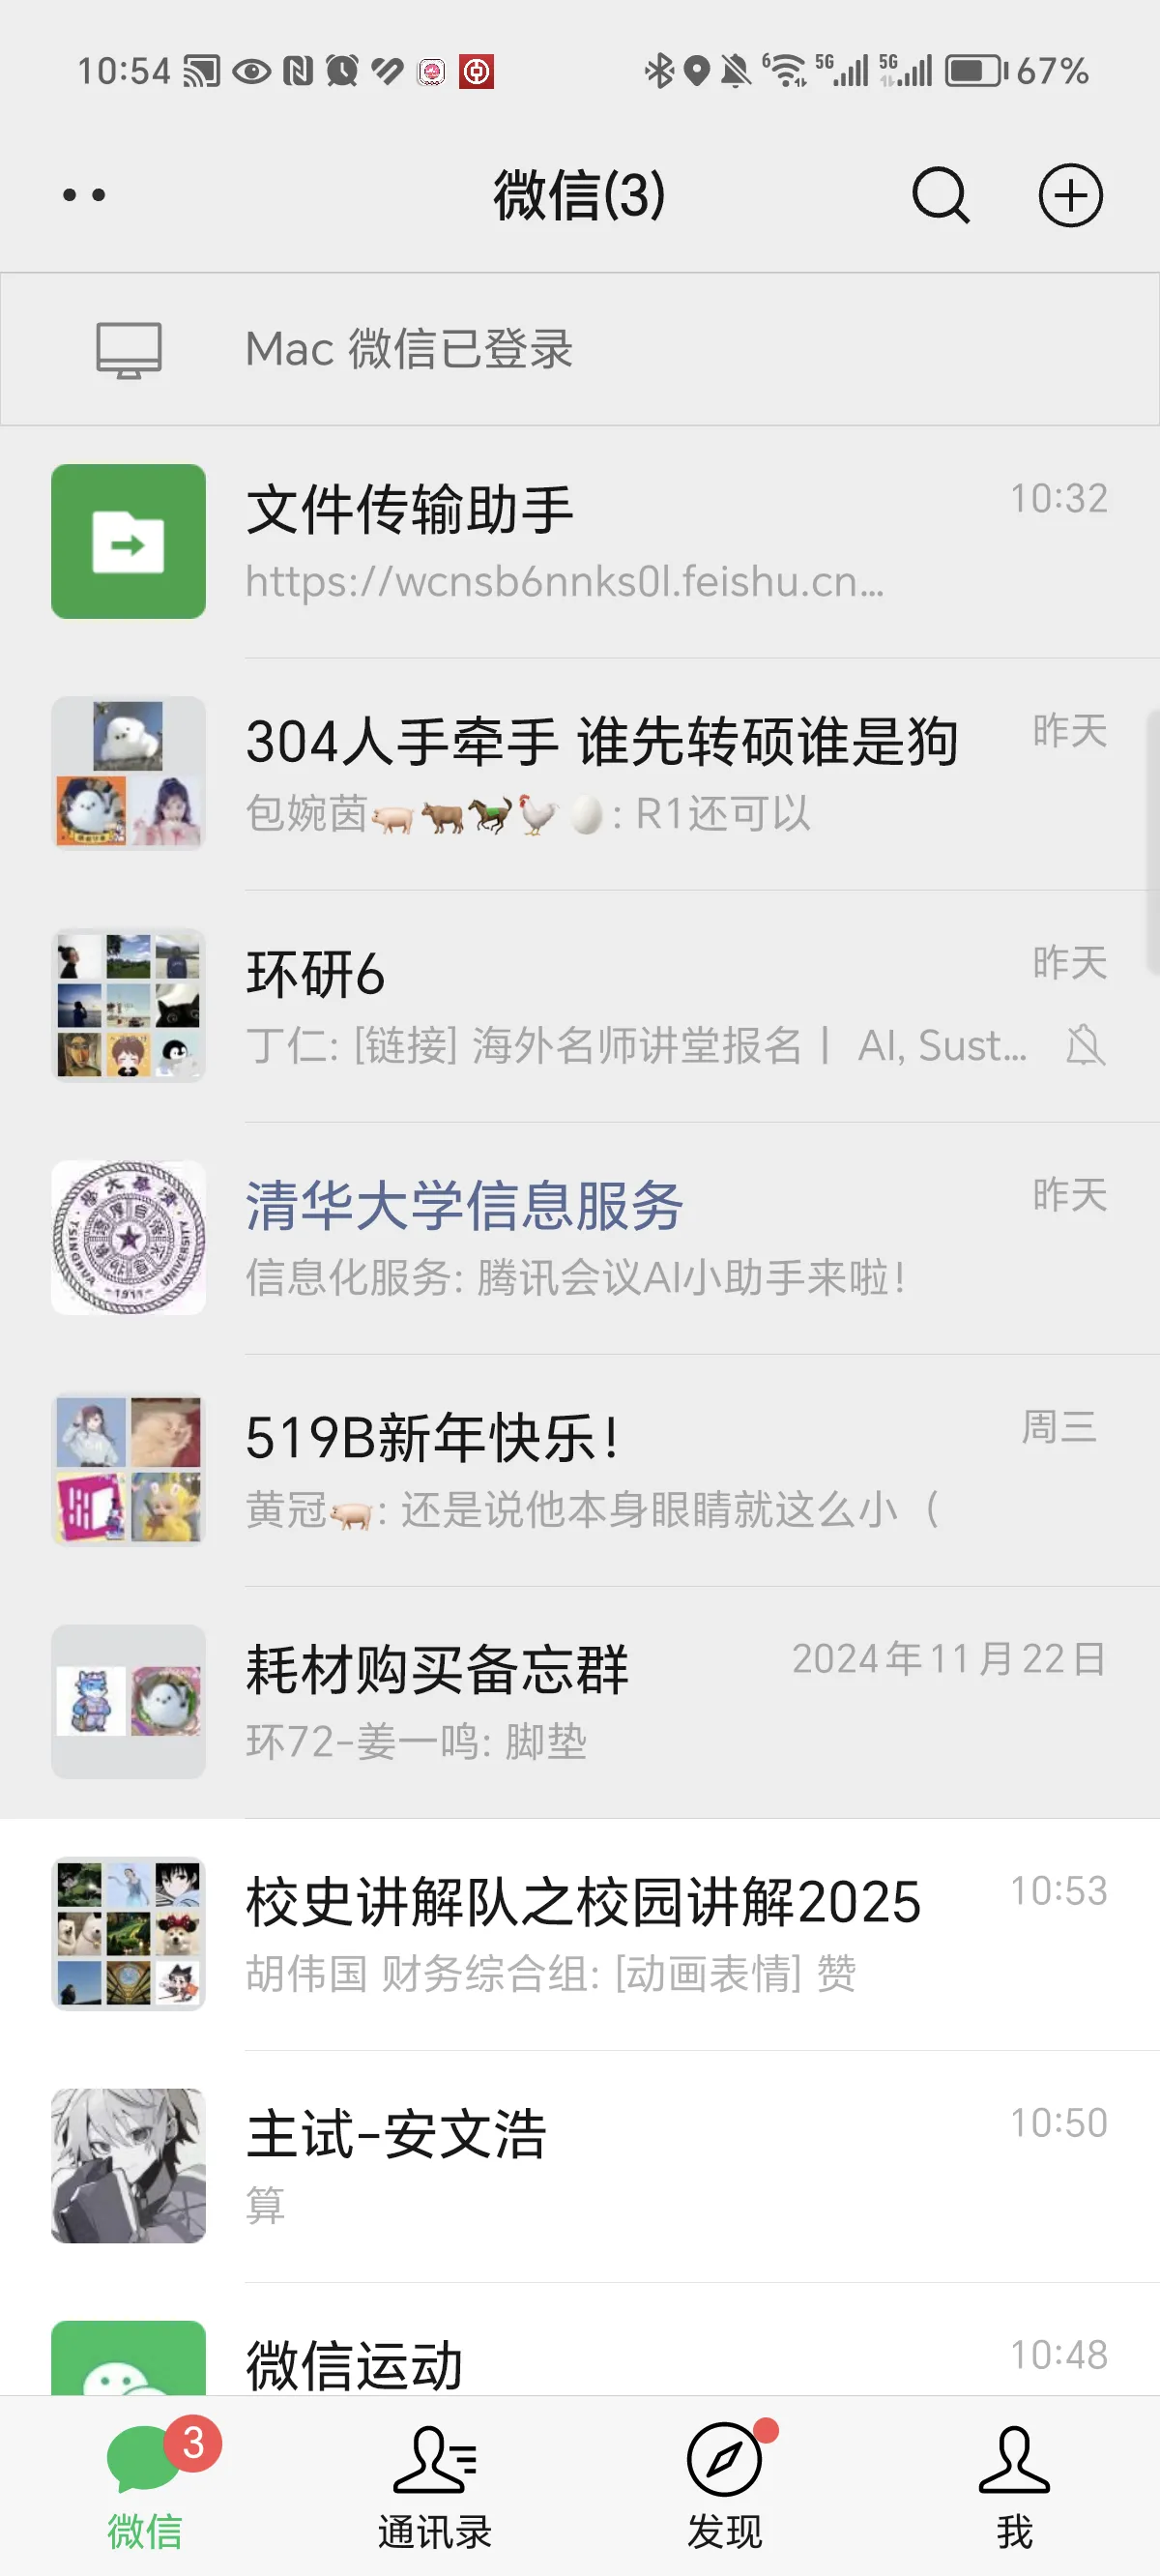 10:54 6 5G 5G 67%
微信(3)
Mac 微信已登录
文件传输助手 10:32
https://wcnsb6nnks0l.feishu.cn...
304人手牵手 谁先转硕谁是狗 昨天
包婉茵🐖🐂🐎🐓🥚: R1还可以
环研6 昨天
丁仁: [链接] 海外名师讲堂报名丨 AI, Sust...
清华大学信息服务 昨天
TSINGHUA UNIVERSITY
-1911-
信息化服务: 腾讯会议AI小助手来啦!
519B新年快乐! 周三
黄冠🐖: 还是说他本身眼睛就这么小（
耗材购买备忘群 2024年11月22日
环72-姜一鸣: 脚垫
校史讲解队之校园讲解2025 10:53
胡伟国 财务综合组: [动画表情] 赞
主试-安文浩 10:50
算
微信运动 10:48
3
微信 通讯录 发现 我